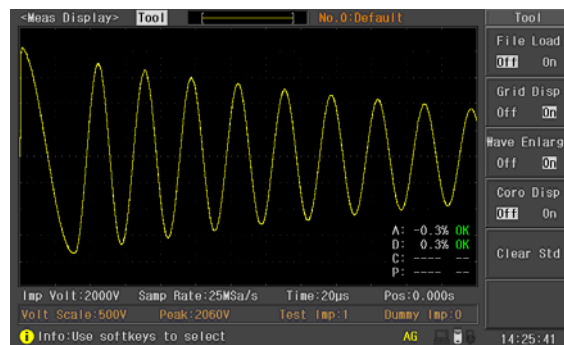 <Meas Display> Tool No.0:Default Tool
File Load
Off On
Grid Disp
Off On
Wave Enlarg
Off On
Coro Disp
Off On
A: -0.3% OK
D: 0.3% OK
C: ---- --
P: ---- --
Clear Std
Imp Volt:2000V Samp Rate:25MSa/s Time:20μs Pos:0.000s
Volt Scale:500V Peak:2060V Test Imp:1 Dummy Imp:0
Info:Use softkeys to select AG 14:25:41